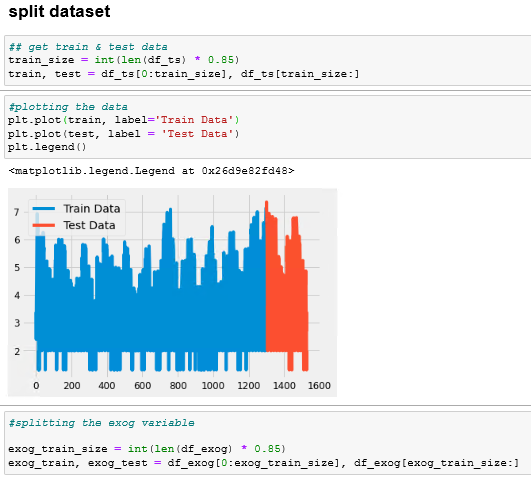 split dataset
## get train & test data
train_size = int(len(df_ts) * 0.85)
train, test = df_ts[0:train_size], df_ts[train_size:]
#plotting the data
plt.plot(train, label='Train Data')
plt.plot(test, label = 'Test Data')
plt.legend()
<matplotlib.legend.Legend at 0x26d9e82fd48>
Train Data
Test Data
7
6
5
4
3
2
0 200 400 600 800 1000 1200 1400 1600
#splitting the exog variable
exog_train_size = int(len(df_exog) * 0.85)
exog_train, exog_test = df_exog[0:exog_train_size], df_exog[exog_train_size:]